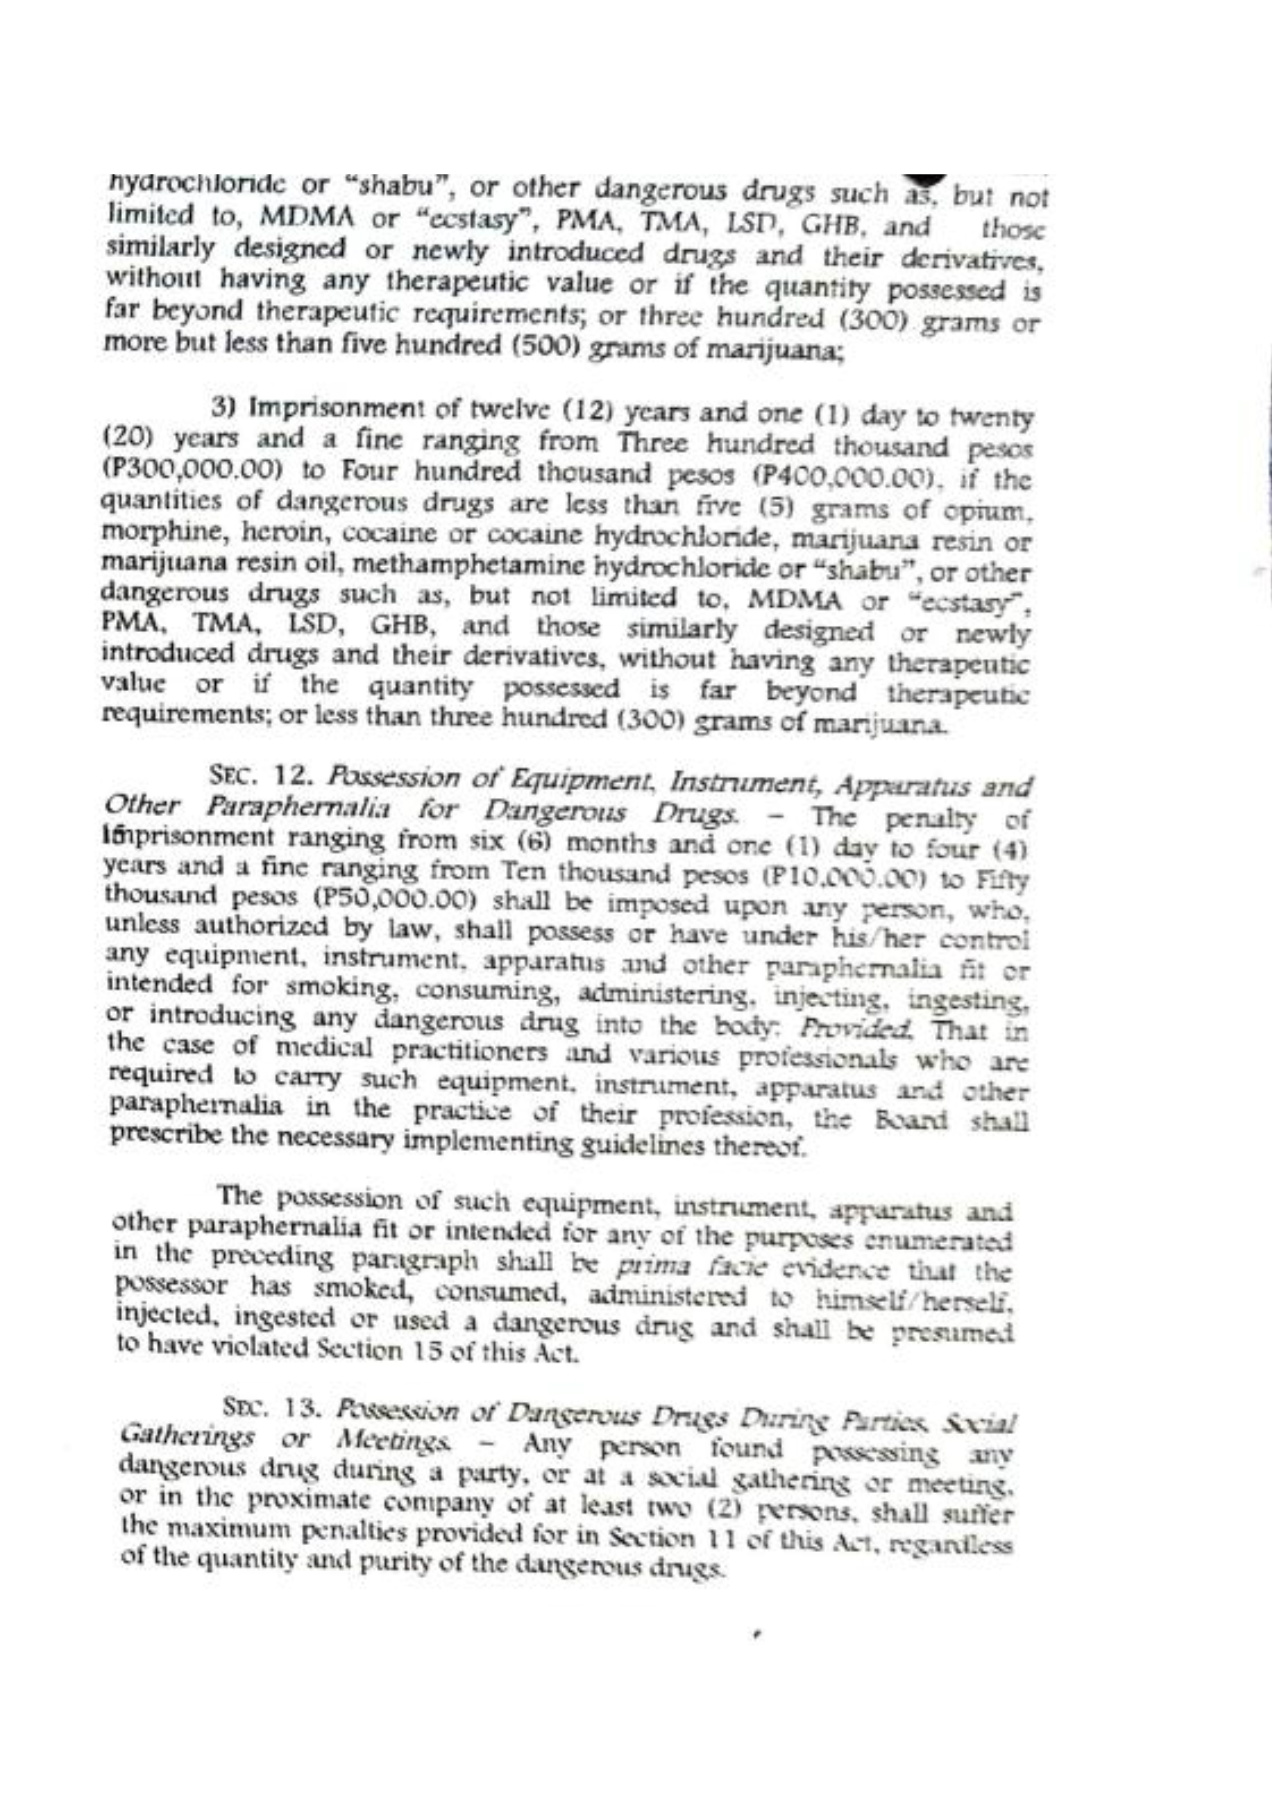 hydrochloride or “shabu”, or other dangerous drugs such as, but not
limited to, MDMA or “ecstasy”, PMA, TMA, LSD, GHB, and those
similarly designed or newly introduced drugs and their derivatives,
without having any therapeutic value or if the quantity possessed is
far beyond therapeutic requirements; or three hundred (300) grams or
more but less than five hundred (500) grams of marijuana;
3) Imprisonment of twelve (12) years and one (1) day to twenty
(20) years and a fine ranging from Three hundred thousand pesos
(P300,000.00) to Four hundred thousand pesos (P400,000.00), if the
quantities of dangerous drugs are less than five (5) grams of opium,
morphine, heroin, cocaine or cocaine hydrochloride, marijuana resin or
marijuana resin oil, methamphetamine hydrochloride or “shabu”, or other
dangerous drugs such as, but not limited to, MDMA or “ecstasy”,
PMA, TMA, LSD, GHB, and those similarly designed or newly
introduced drugs and their derivatives, without having any therapeutic
value or if the quantity possessed is far beyond therapeutic
requirements; or less than three hundred (300) grams of marijuana.
SEC. 12. Possession of Equipment, Instrument, Apparatus and
Other Paraphernalia for Dangerous Drugs. – The penalty of
imprisonment ranging from six (6) months and one (1) day to four (4)
years and a fine ranging from Ten thousand pesos (P10,000.00) to Fifty
thousand pesos (P50,000.00) shall be imposed upon any person, who,
unless authorized by law, shall possess or have under his/her control
any equipment, instrument, apparatus and other paraphernalia fit or
intended for smoking, consuming, administering, injecting, ingesting,
or introducing any dangerous drug into the body: Provided, That in
the case of medical practitioners and various professionals who are
required to carry such equipment, instrument, apparatus and other
paraphernalia in the practice of their profession, the Board shall
prescribe the necessary implementing guidelines thereof.
The possession of such equipment, instrument, apparatus and
other paraphernalia fit or intended for any of the purposes enumerated
in the preceding paragraph shall be prima facie evidence that the
possessor has smoked, consumed, administered to himself/herself,
injected, ingested or used a dangerous drug and shall be presumed
to have violated Section 15 of this Act.
SEC. 13. Possession of Dangerous Drugs During Parties, Social
Gatherings or Meetings. – Any person found possessing any
dangerous drug during a party, or at a social gathering or meeting,
or in the proximate company of at least two (2) persons, shall suffer
the maximum penalties provided for in Section 11 of this Act, regardless
of the quantity and purity of the dangerous drugs.